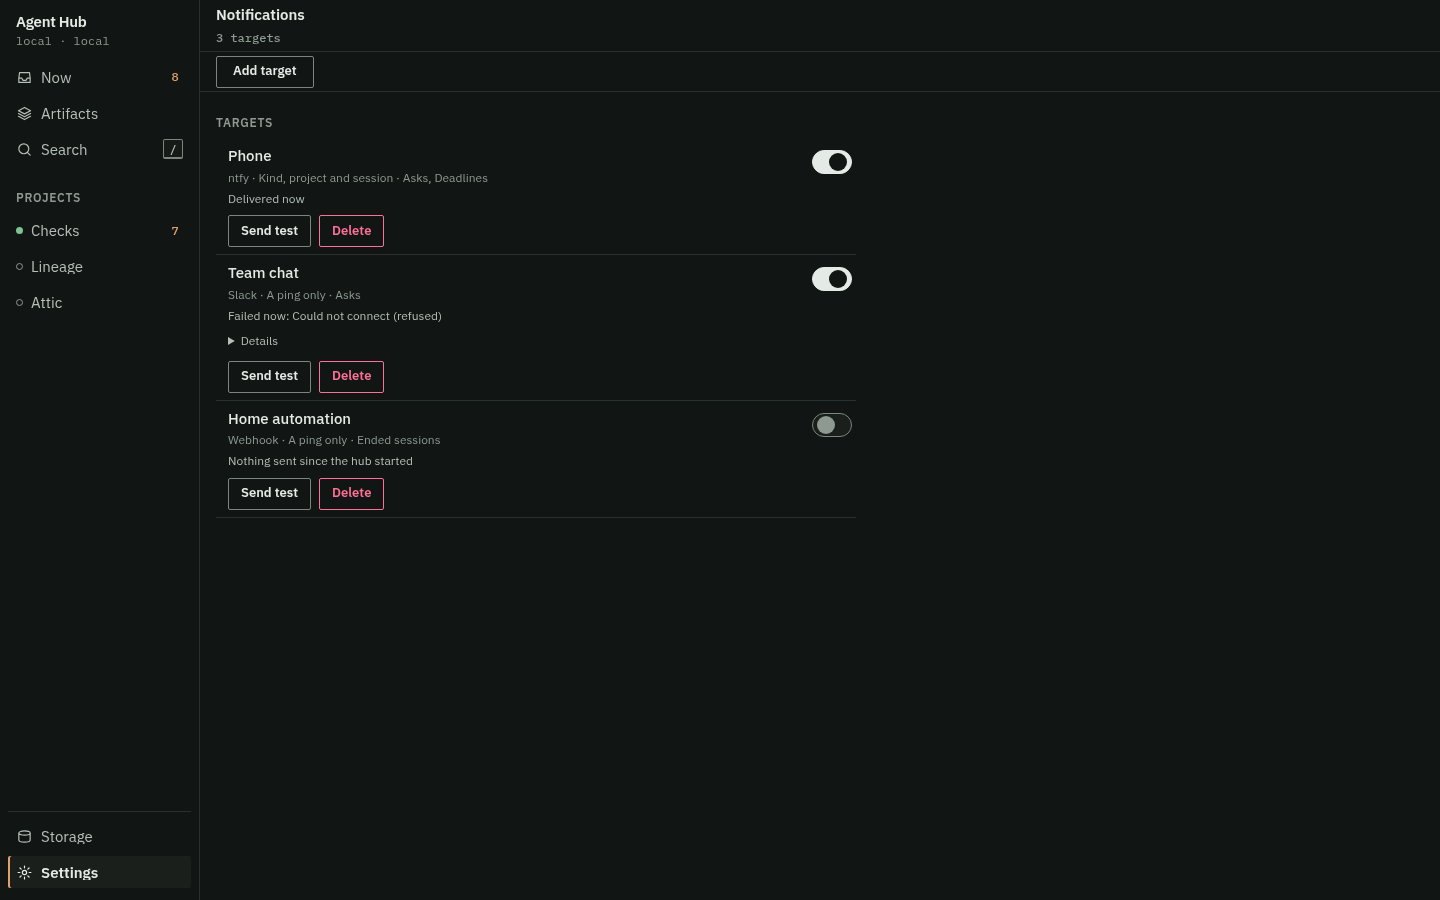 Agent Hub
local · local
Now 8
Artifacts
Search /
PROJECTS
Checks 7
Lineage
Attic
Storage
Settings
Notifications
3 targets
Add target
TARGETS
Phone
ntfy · Kind, project and session · Asks, Deadlines
Delivered now
Send test Delete
Team chat
Slack · A ping only · Asks
Failed now: Could not connect (refused)
Details
Send test Delete
Home automation
Webhook · A ping only · Ended sessions
Nothing sent since the hub started
Send test Delete